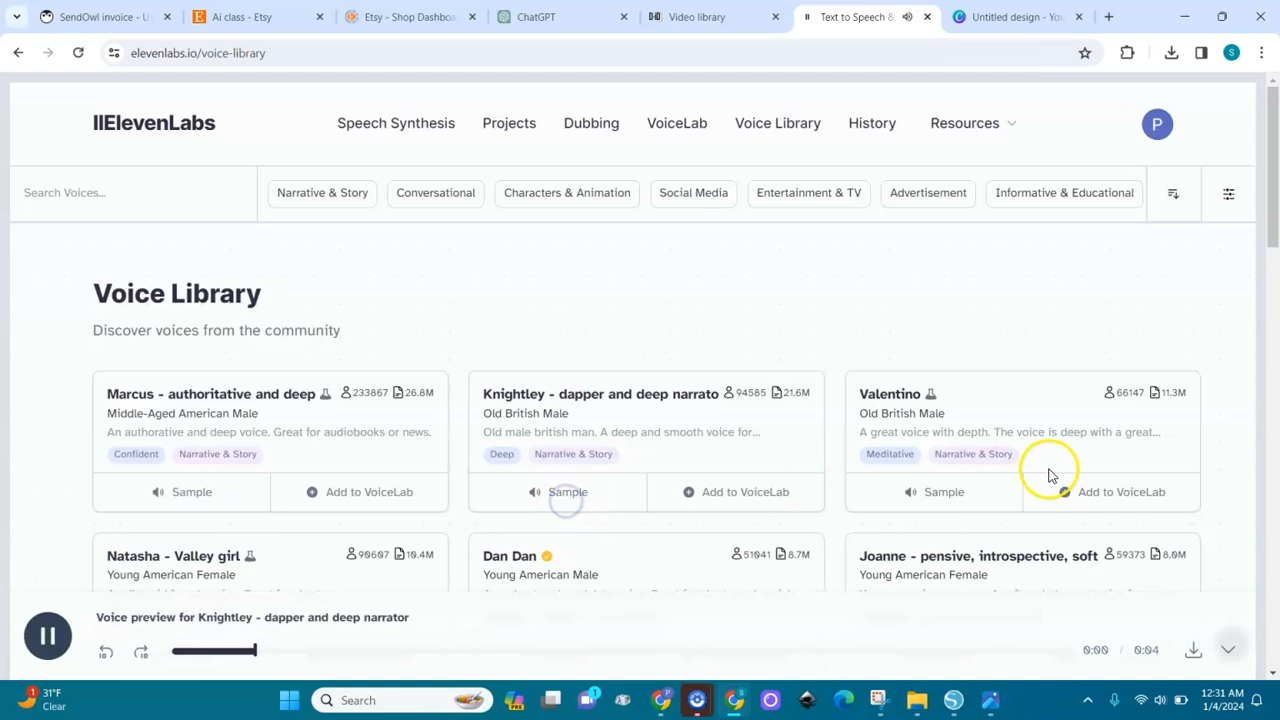 SendOwl invoice - U
Ai class - Etsy
Etsy - Shop Dashboa
ChatGPT
Video library
Text to Speech &
Untitled design - Yo
elevenlabs.io/voice-library
S
IIElevenLabs
Speech Synthesis
Projects
Dubbing
VoiceLab
Voice Library
History
Resources
P
Search Voices...
Narrative & Story
Conversational
Characters & Animation
Social Media
Entertainment & TV
Advertisement
Informative & Educational
Voice Library
Discover voices from the community
Marcus - authoritative and deep 233867 26.8M
Middle-Aged American Male
An authorative and deep voice. Great for audiobooks or news.
Confident Narrative & Story
Sample Add to VoiceLab
Knightley - dapper and deep narrato 94585 21.6M
Old British Male
Old male british man. A deep and smooth voice for...
Deep Narrative & Story
Sample Add to VoiceLab
Valentino 66147 11.3M
Old British Male
A great voice with depth. The voice is deep with a great...
Meditative Narrative & Story
Sample Add to VoiceLab
Natasha - Valley girl 90607 10.4M
Young American Female
Dan Dan 51041 8.7M
Young American Male
Joanne - pensive, introspective, soft 59373 8.0M
Young American Female
Voice preview for Knightley - dapper and deep narrator
0:00 / 0:04
31°F
Clear
Search
12:31 AM
1/4/2024